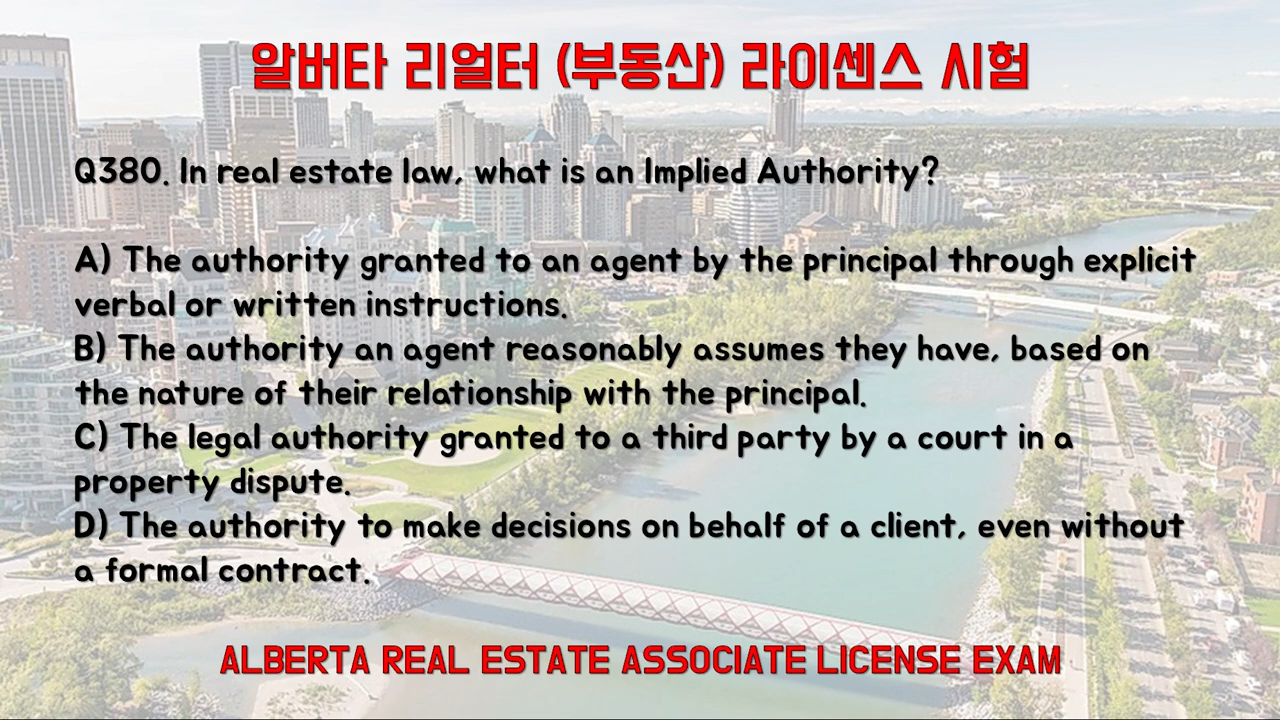 알버타 리얼터 (부동산) 라이센스 시험
Q380. In real estate law, what is an Implied Authority?
A) The authority granted to an agent by the principal through explicit
verbal or written instructions.
B) The authority an agent reasonably assumes they have, based on
the nature of their relationship with the principal.
C) The legal authority granted to a third party by a court in a
property dispute.
D) The authority to make decisions on behalf of a client, even without
a formal contract.
ALBERTA REAL ESTATE ASSOCIATE LICENSE EXAM